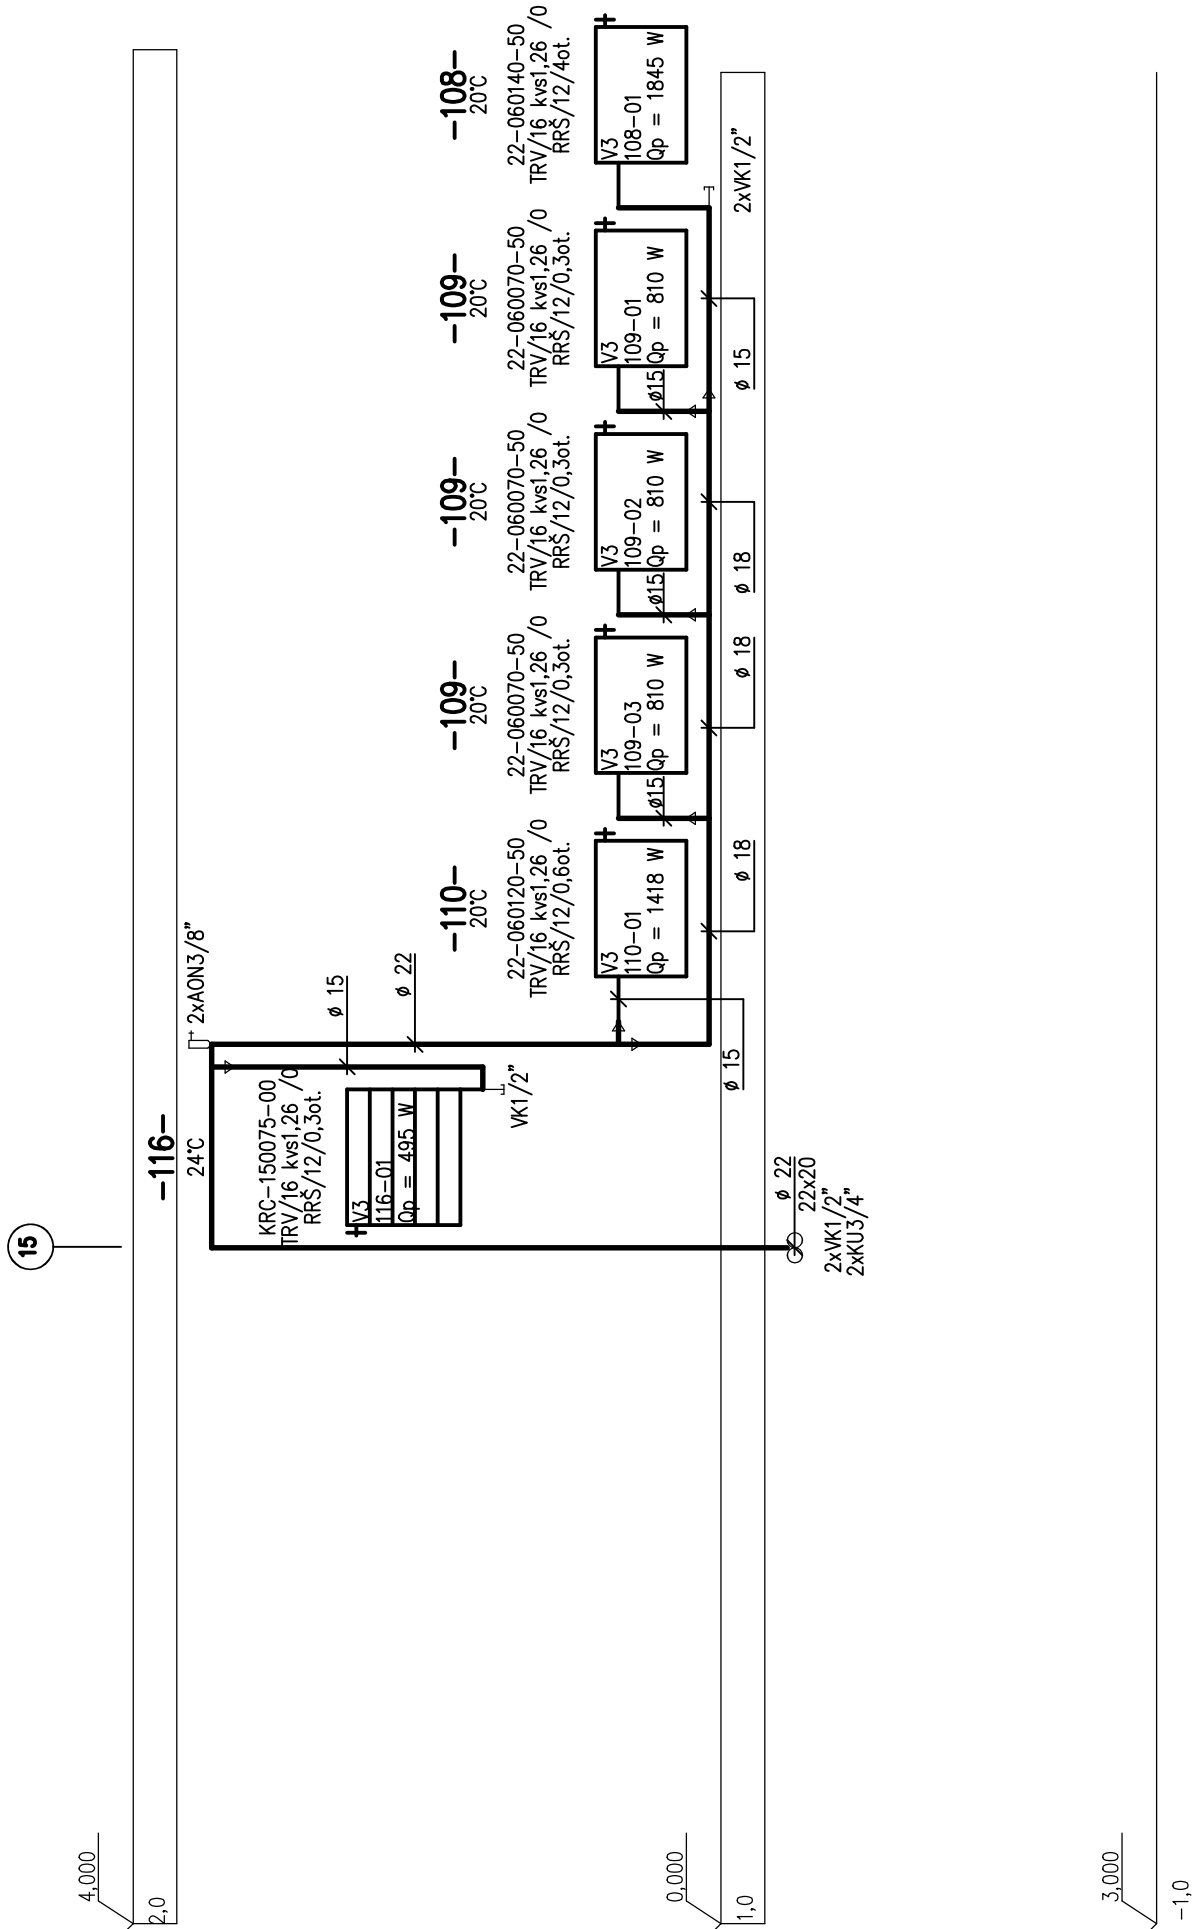 15
4,000
2,0
-116-
24°C
KRC-150075-00
TRV/16 kvs1,26 /0
RRŠ/12/0,3ot.
V3
116-01
Qp = 495 W
VK1/2"
2xAON3/8"
ϕ 15
ϕ 22
-110-
20°C
22-060120-50
TRV/16 kvs1,26 /0
RRŠ/12/0,6ot.
V3
110-01
Qp = 1418 W
ϕ 15
ϕ 18
-109-
20°C
22-060070-50
TRV/16 kvs1,26 /0
RRŠ/12/0,3ot.
V3
109-03
Qp = 810 W
ϕ15
ϕ 18
-109-
20°C
22-060070-50
TRV/16 kvs1,26 /0
RRŠ/12/0,3ot.
V3
109-02
Qp = 810 W
ϕ15
ϕ 18
-109-
20°C
22-060070-50
TRV/16 kvs1,26 /0
RRŠ/12/0,3ot.
V3
109-01
Qp = 810 W
ϕ15
ϕ 15
-108-
20°C
22-060140-50
TRV/16 kvs1,26 /0
RRŠ/12/4ot.
V3
108-01
Qp = 1845 W
2xVK1/2"
0,000
1,0
ϕ 22
22x20
2xVK1/2"
2xKU3/4"
3,000
-1,0